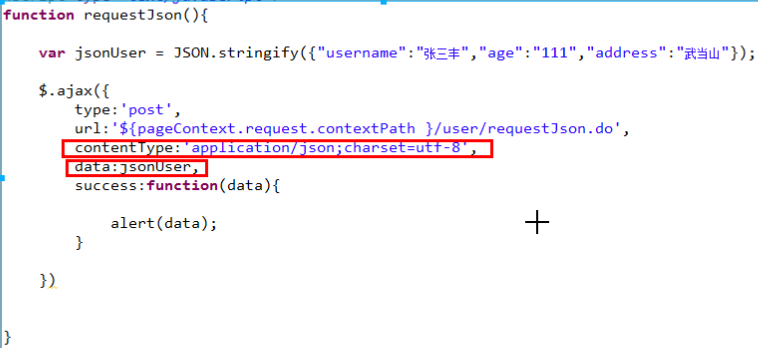 function requestJson(){
var jsonUser = JSON.stringify({"username":"张三丰","age":"111","address":"武当山"});
$.ajax({
type:'post',
url:'${pageContext.request.contextPath }/user/requestJson.do',
contentType:'application/json;charset=utf-8',
data:jsonUser,
success:function(data){
alert(data);
}
})
}